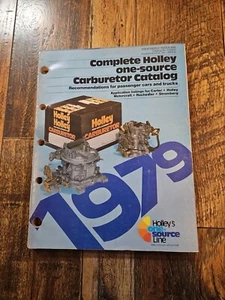 Complete Holley
one-source
Carburetor Catalog
Recommendations for passenger cars and trucks
Application listings for Carter • Holley
Motorcraft • Rochester • Stromberg
Holley
CARBURETOR
1979
Holley's
one-
source
Line